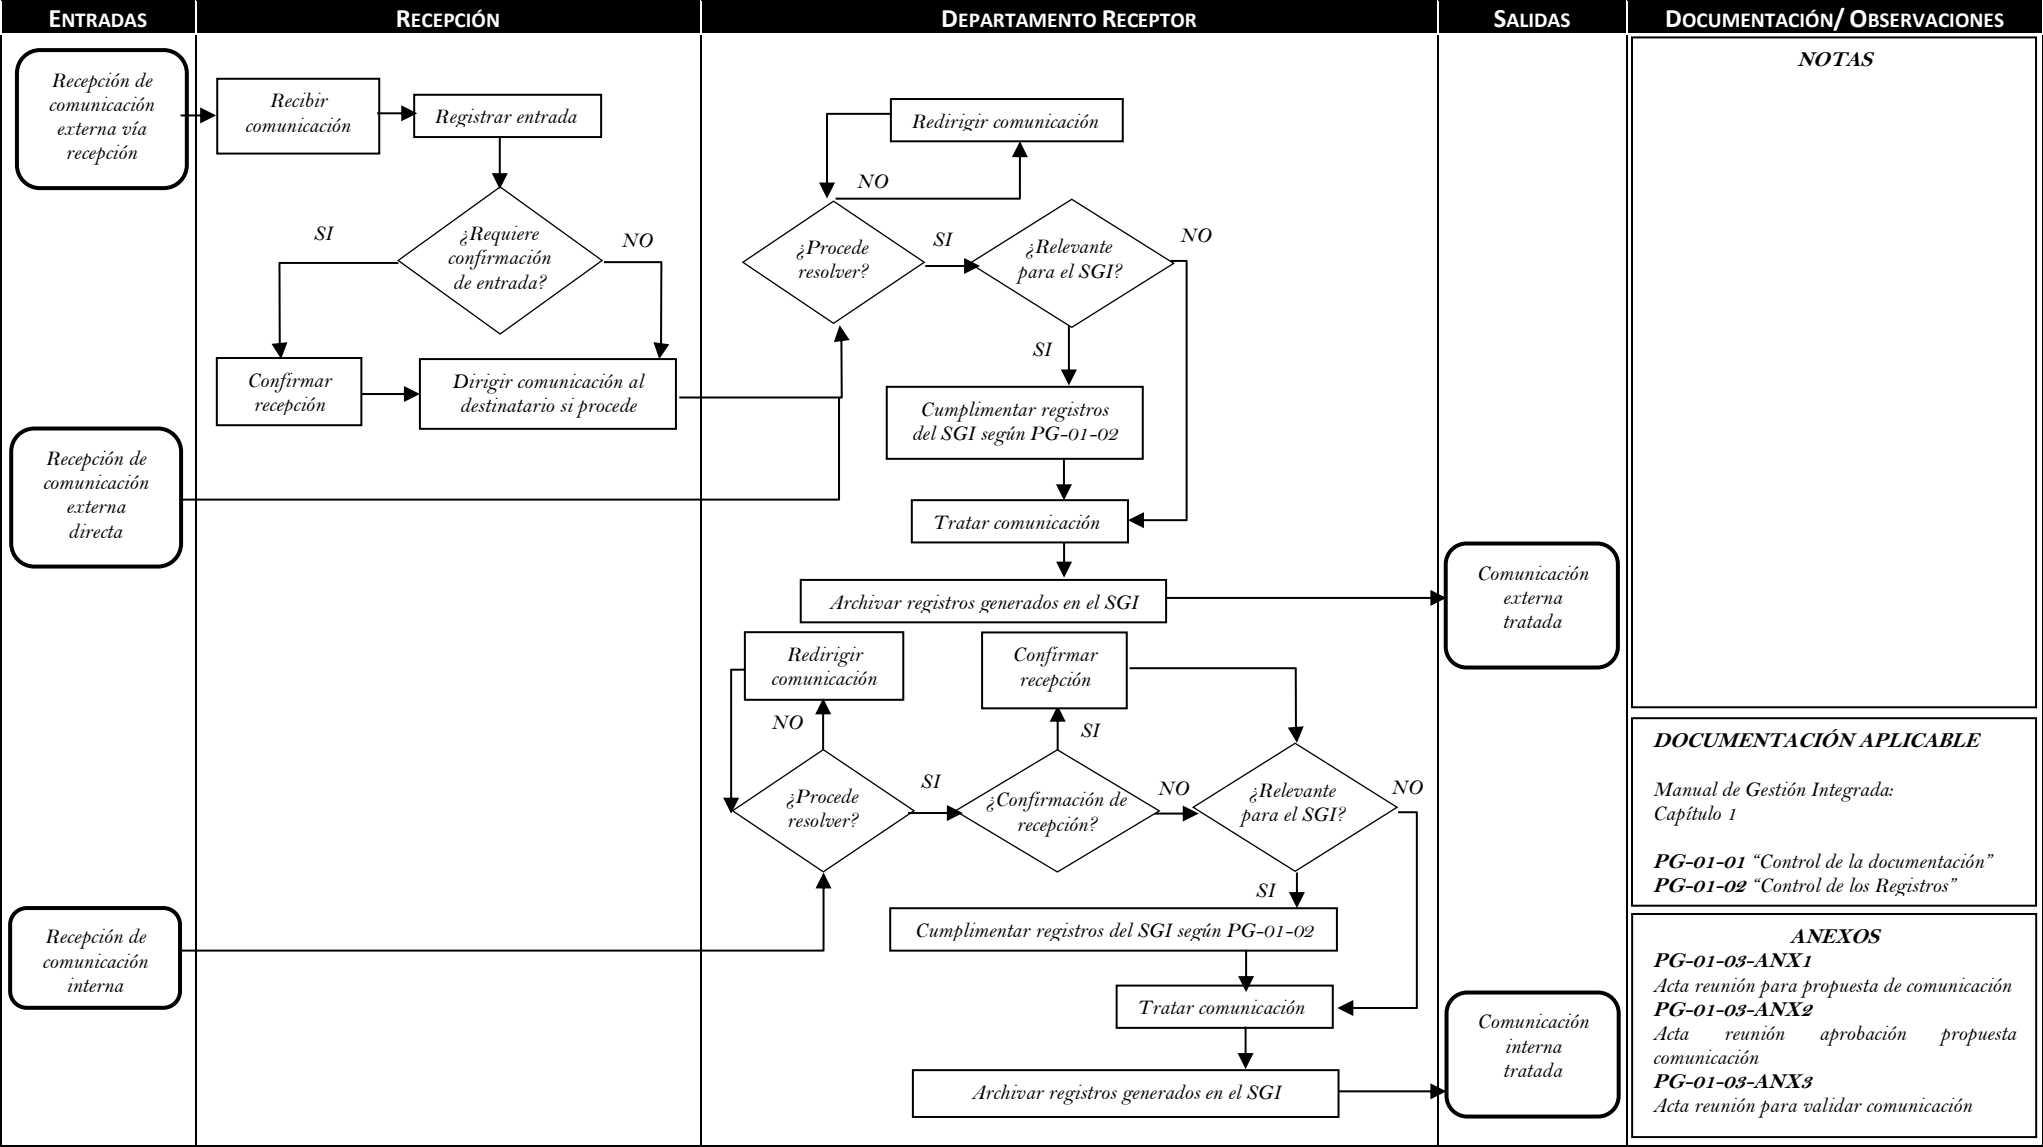 ENTRADAS
RECEPCIÓN
DEPARTAMENTO RECEPTOR
SALIDAS
DOCUMENTACIÓN/ OBSERVACIONES
Recepción de
comunicación
externa vía
recepción
Recibir
comunicación
Registrar entrada
¿Requiere
confirmación
de entrada?
SI
NO
Confirmar
recepción
Dirigir comunicación al
destinatario si procede
Recepción de
comunicación
externa
directa
Redirigir comunicación
NO
¿Procede
resolver?
SI
¿Relevante
para el SGI?
NO
SI
Cumplimentar registros
del SGI según PG-01-02
Tratar comunicación
Archivar registros generados en el SGI
Comunicación
externa
tratada
Redirigir
comunicación
NO
¿Procede
resolver?
SI
Confirmar
recepción
SI
¿Confirmación de
recepción?
NO
¿Relevante
para el SGI?
NO
SI
Recepción de
comunicación
interna
Cumplimentar registros del SGI según PG-01-02
Tratar comunicación
Archivar registros generados en el SGI
Comunicación
interna
tratada
NOTAS
DOCUMENTACIÓN APLICABLE
Manual de Gestión Integrada:
Capítulo 1
PG-01-01 “Control de la documentación”
PG-01-02 “Control de los Registros”
ANEXOS
PG-01-03-ANX1
Acta reunión para propuesta de comunicación
PG-01-03-ANX2
Acta reunión aprobación propuesta
comunicación
PG-01-03-ANX3
Acta reunión para validar comunicación